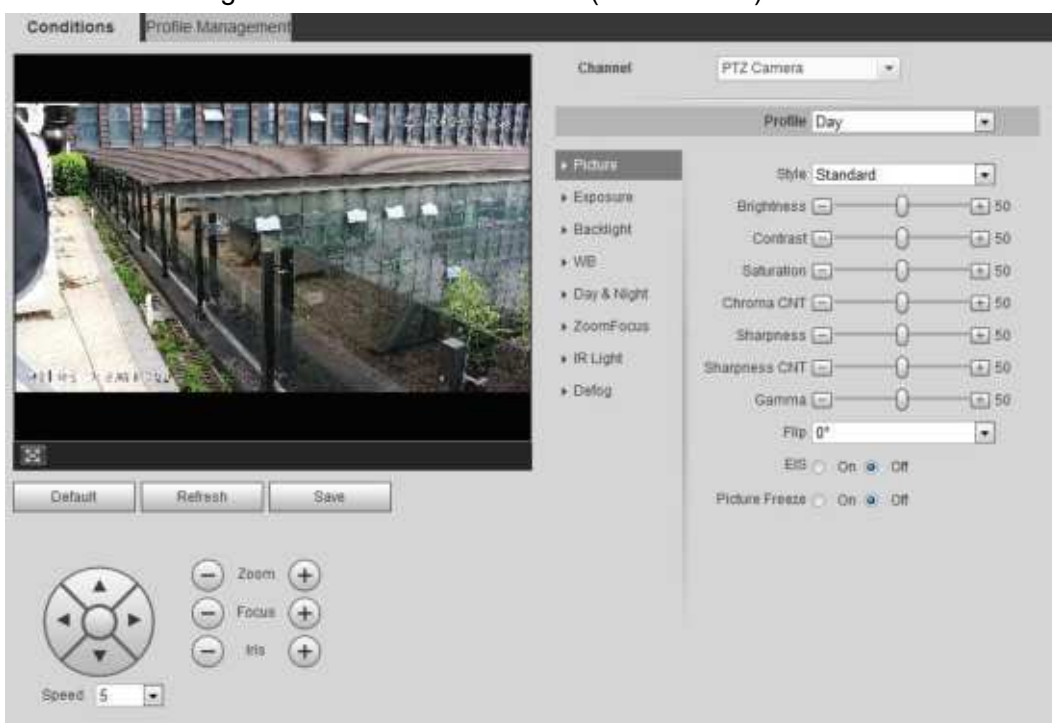 Conditions
Profile Management
Channel PTZ Camera
Profile Day
Picture
Exposure
Backlight
WB
Day & Night
ZoomFocus
IR Light
Defog
Style Standard
Brightness 50
Contrast 50
Saturation 50
Chroma CNT 50
Sharpness 50
Sharpness CNT 50
Gamma 50
Flip 0°
EIS On Off
Picture Freeze On Off
Default Refresh Save
Zoom
Focus
Iris
Speed 5